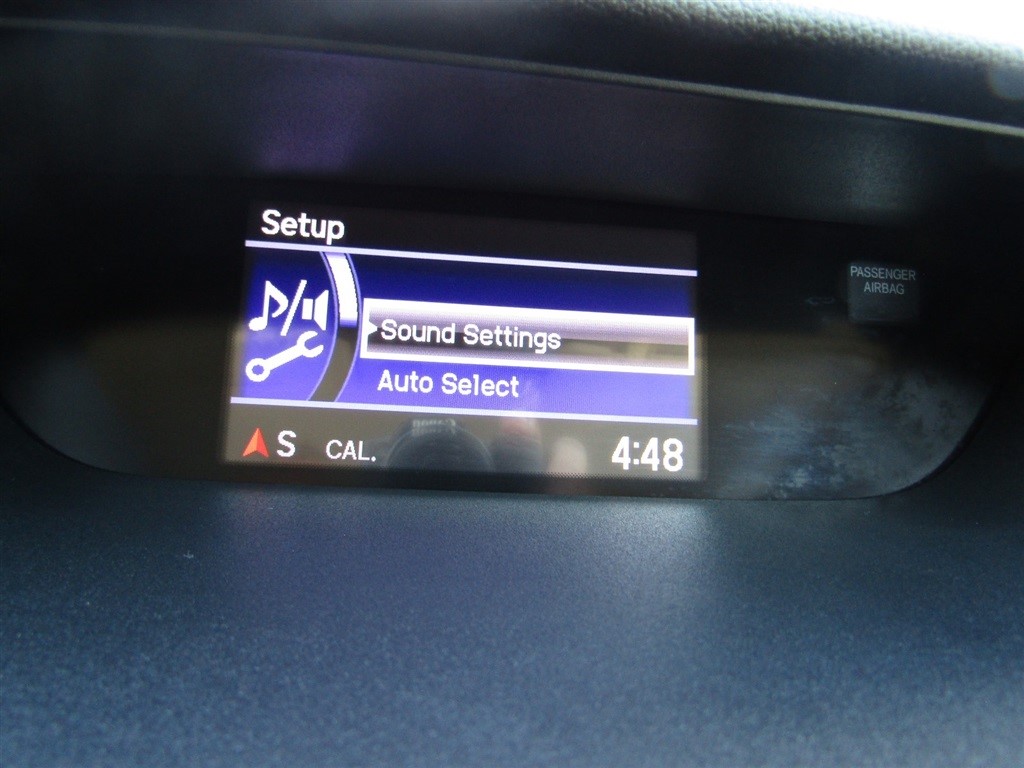 Setup
Sound Settings
Auto Select
S CAL. 4:48
PASSENGER
AIRBAG